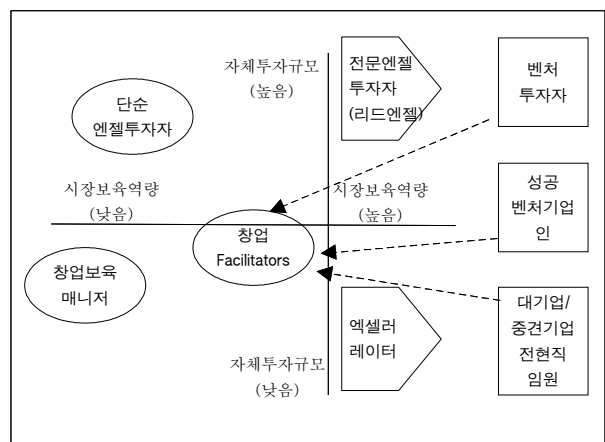 자체투자규모
(높음)
전문엔젤
투자자
(리드엔젤)
벤처
투자자
단순
엔젤투자자
시장보육역량
(낮음)
시장보육역량
(높음)
성공
벤처기업
인
창업
Facilitators
창업보육
매니저
대기업/
중견기업
전현직
임원
엑셀러
레이터
자체투자규모
(낮음)